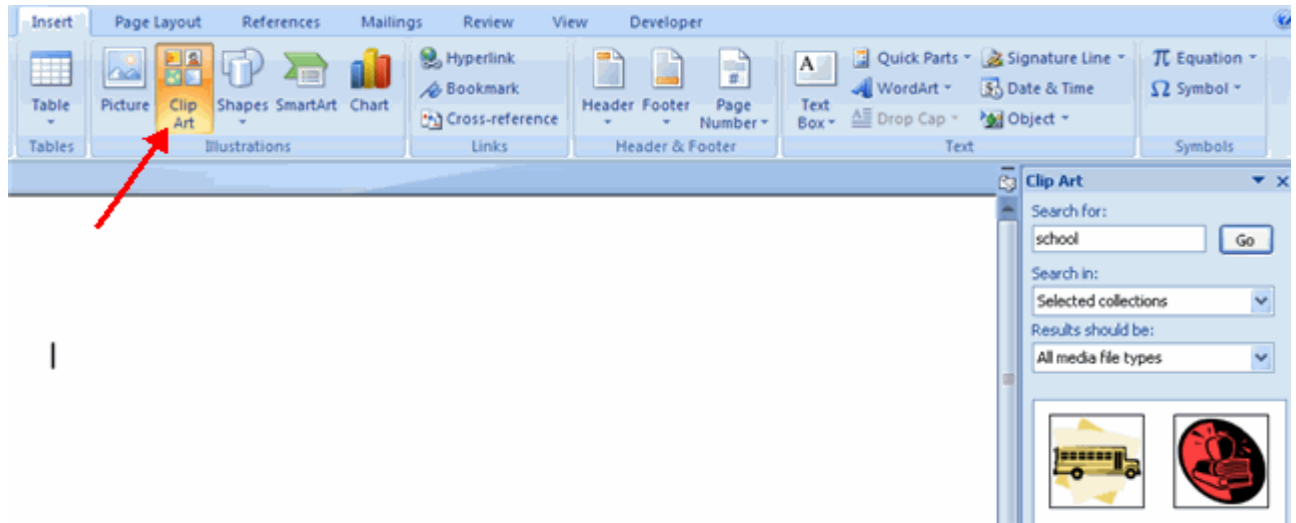 Insert Page Layout References Mailings Review View Developer
Table
Picture
Clip
Art
Shapes SmartArt Chart
Hyperlink
Bookmark
Cross-reference
Header Footer Page
Number
A
Text
Box
Quick Parts
WordArt
Drop Cap
Signature Line
Date & Time
Object
π Equation
Ω Symbol
Tables Illustrations Links Header & Footer Text Symbols
Clip Art
Search for:
school Go
Search in:
Selected collections
Results should be:
All media file types